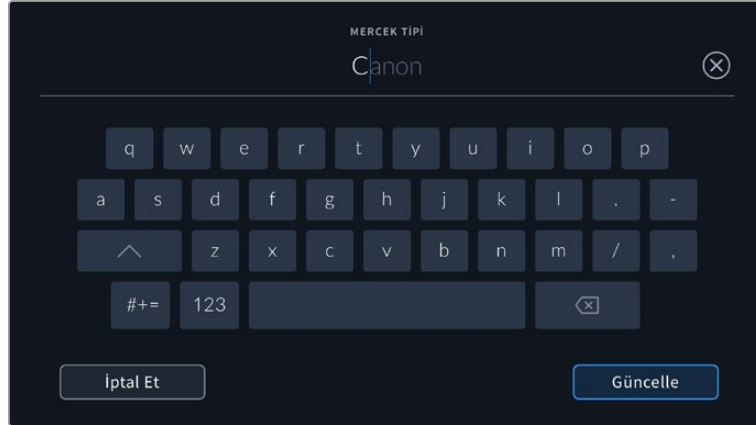 MERCEK TİPİ
Canon
q w e r t y u i o p
a s d f g h j k l . -
z x c v b n m / ,
#+= 123
İptal Et Güncelle